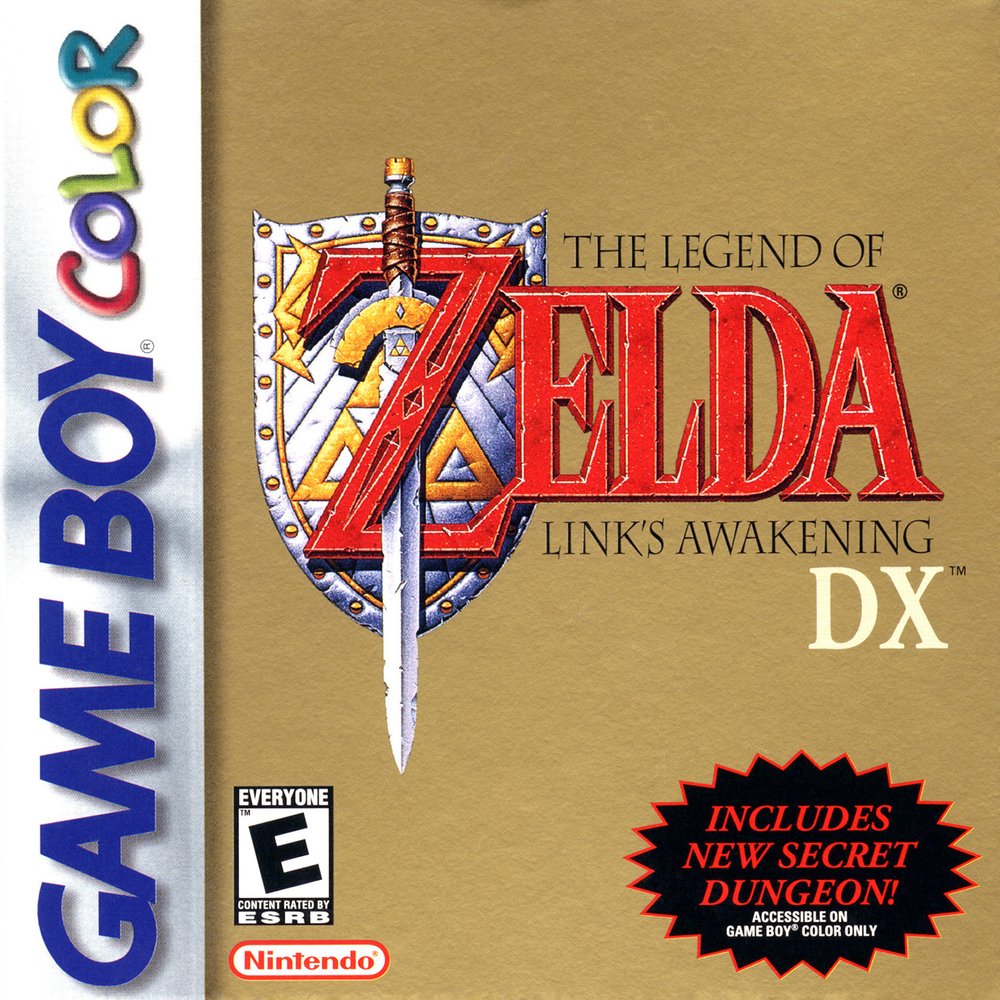 GAME BOY COLOR
®
THE LEGEND OF
ZELDA®
LINK'S AWAKENING
DX™
INCLUDES
NEW SECRET
DUNGEON!
ACCESSIBLE ON
GAME BOY® COLOR ONLY
EVERYONE
™
E
CONTENT RATED BY
ESRB
Nintendo®